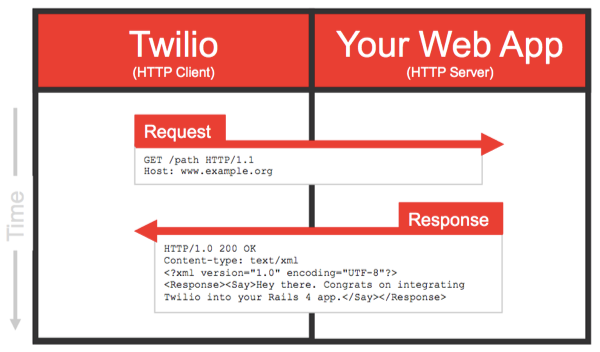 Twilio
(HTTP Client)
Your Web App
(HTTP Server)
Time
Request
GET /path HTTP/1.1
Host: www.example.org
Response
HTTP/1.0 200 OK
Content-type: text/xml
<?xml version="1.0" encoding="UTF-8"?>
<Response><Say>Hey there. Congrats on integrating
Twilio into your Rails 4 app.</Say></Response>